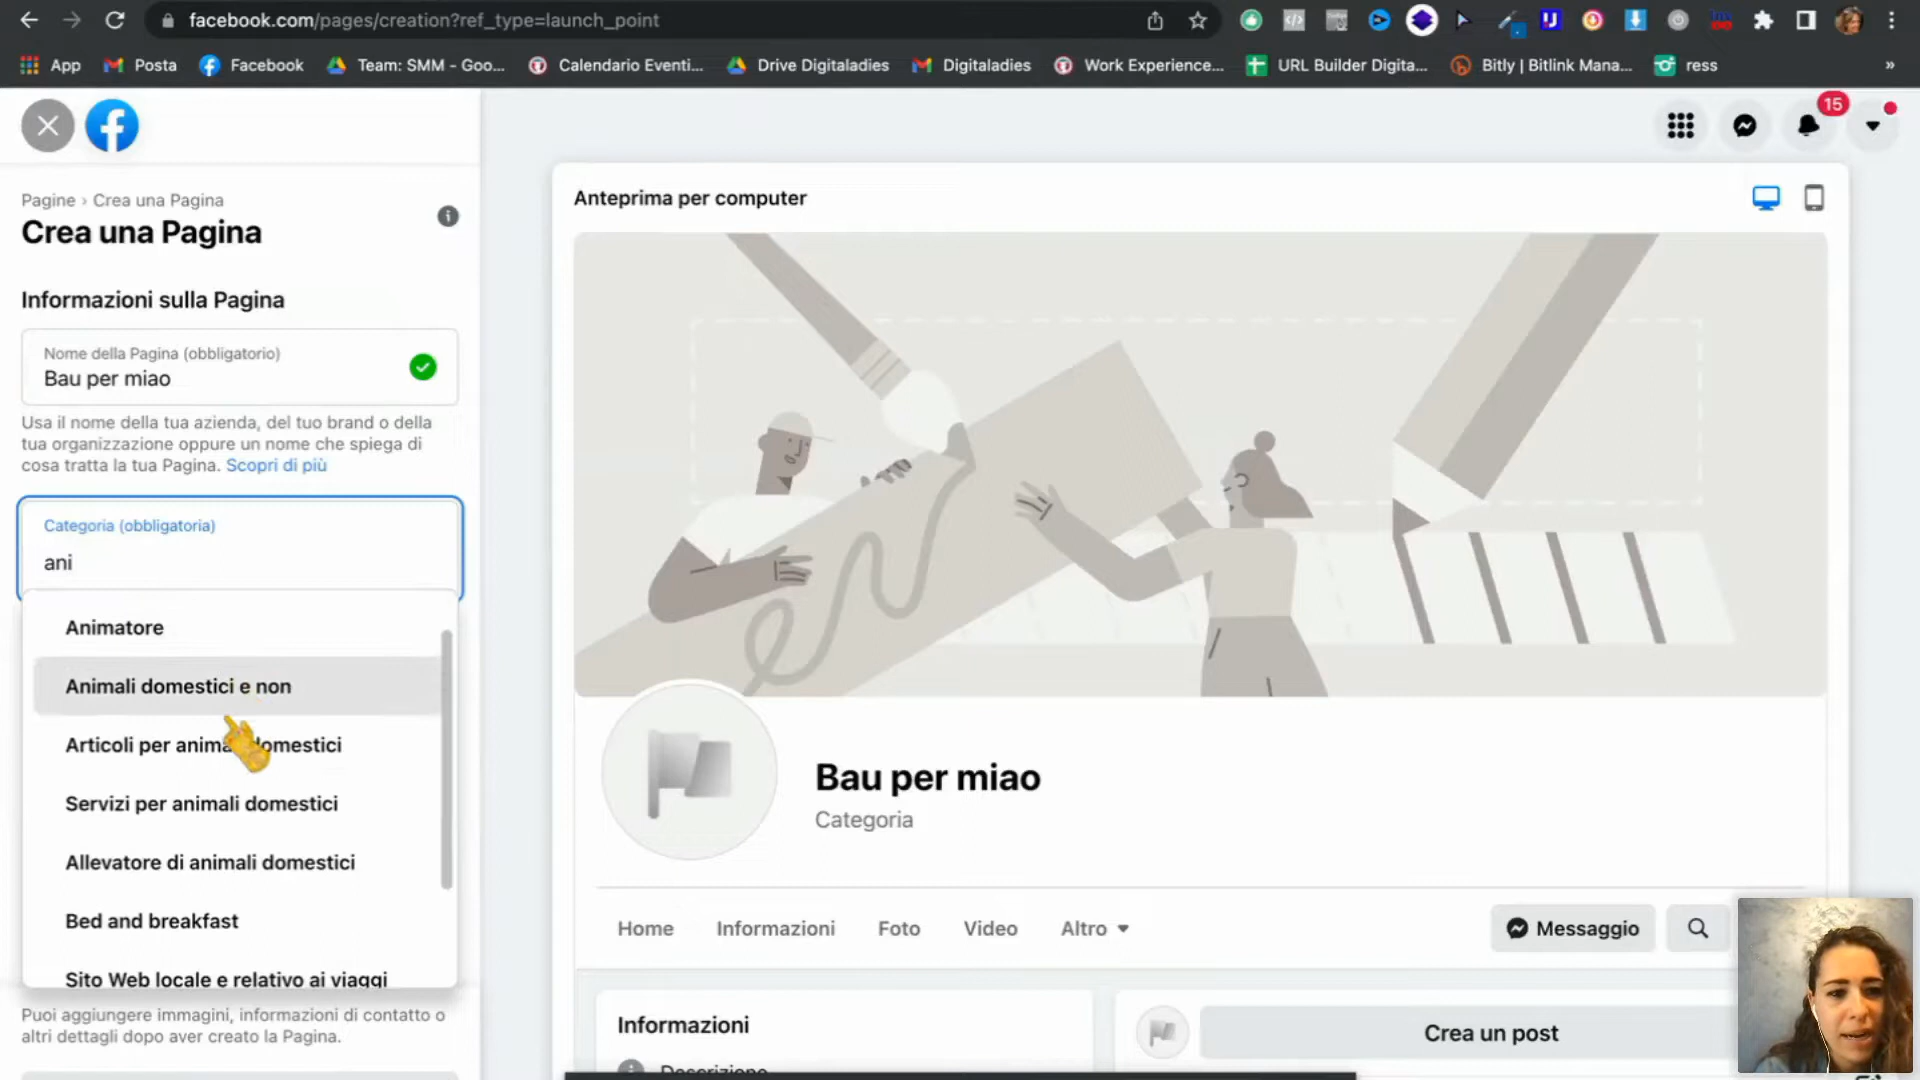 facebook.com/pages/creation?ref_type=launch_point
App
Posta
Facebook
Team: SMM - Goo...
Calendario Eventi...
Drive Digitaladies
Digitaladies
Work Experience...
URL Builder Digita...
Bitly | Bitlink Mana...
ress
»
15
Pagine › Crea una Pagina
Crea una Pagina
Informazioni sulla Pagina
Nome della Pagina (obbligatorio)
Bau per miao
Usa il nome della tua azienda, del tuo brand o della
tua organizzazione oppure un nome che spiega di
cosa tratta la tua Pagina. Scopri di più
Categoria (obbligatoria)
ani
Animatore
Animali domestici e non
Articoli per animali domestici
Servizi per animali domestici
Allevatore di animali domestici
Bed and breakfast
Sito Web locale e relativo ai viaggi
Puoi aggiungere immagini, informazioni di contatto o
altri dettagli dopo aver creato la Pagina.
Anteprima per computer
Bau per miao
Categoria
Home
Informazioni
Foto
Video
Altro
Messaggio
Informazioni
Descrizione
Crea un post